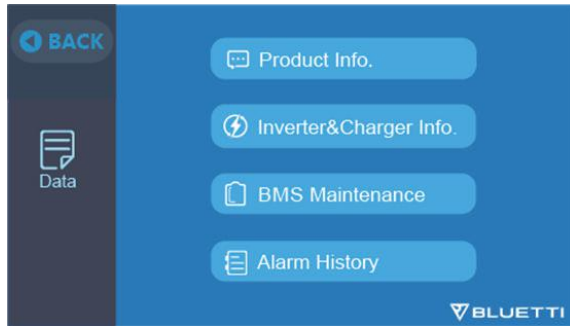 BACK
Data
Product Info.
Inverter&Charger Info.
BMS Maintenance
Alarm History
BLUETTI